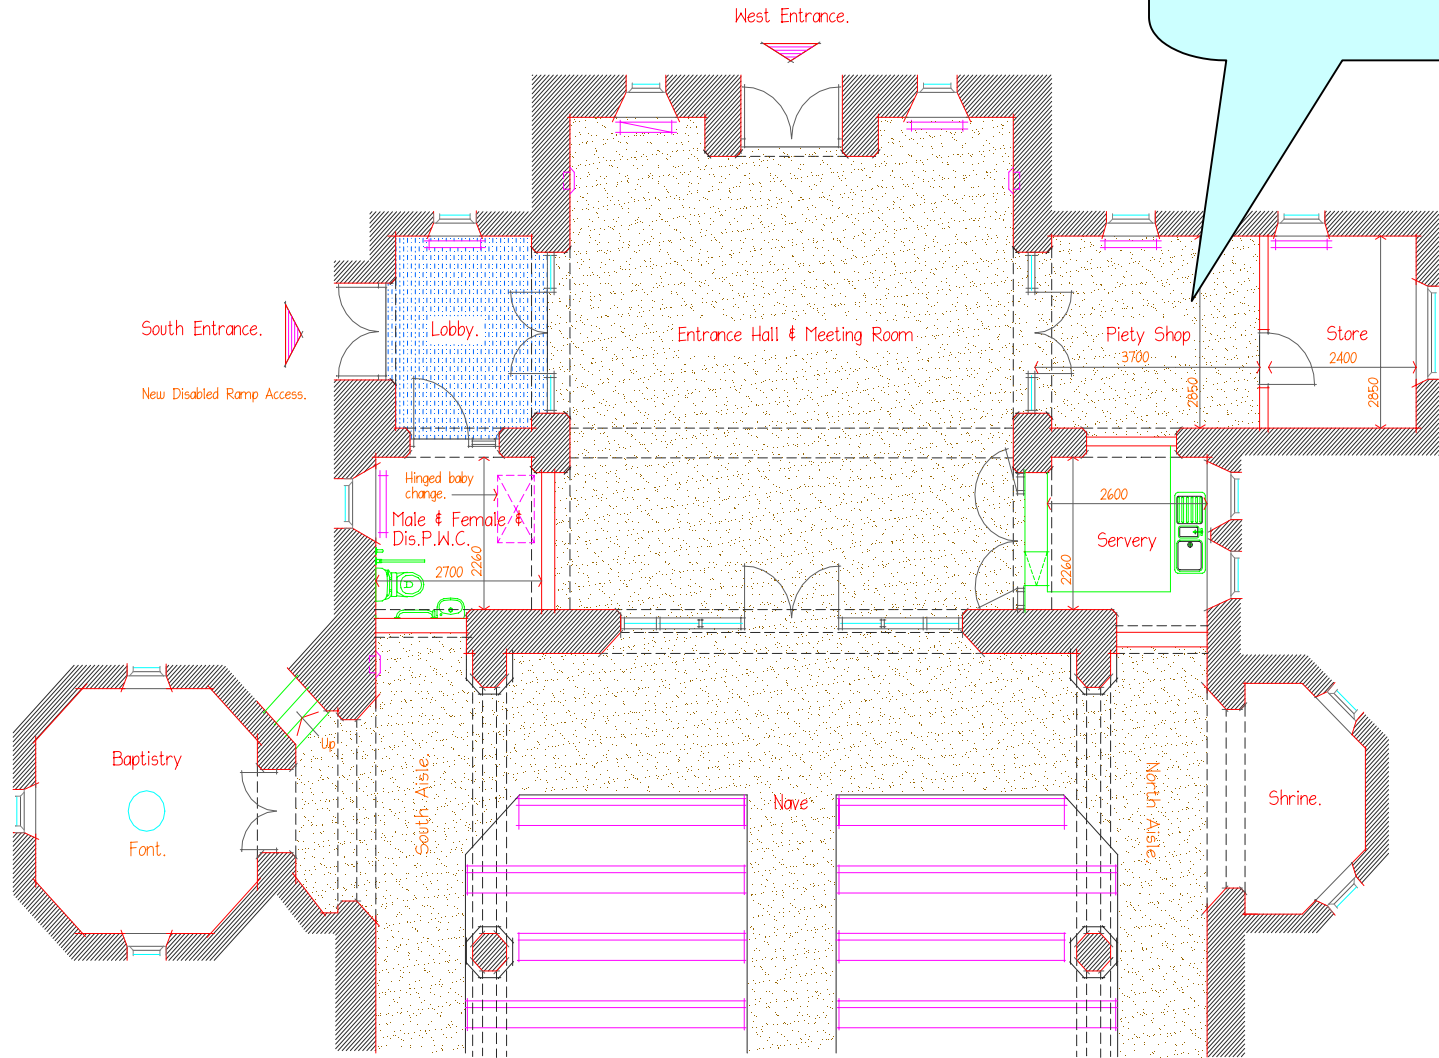 West Entrance.
South Entrance.
New Disabled Ramp Access.
Lobby.
Entrance Hall & Meeting Room
Piety Shop
3700
2850
Store
2400
2850
Hinged baby
change.
Male & Female &
Dis.P.W.C.
2700
2260
2600
Servery
2260
Up
Baptistry
Font.
South Aisle.
Nave
North Aisle.
Shrine.